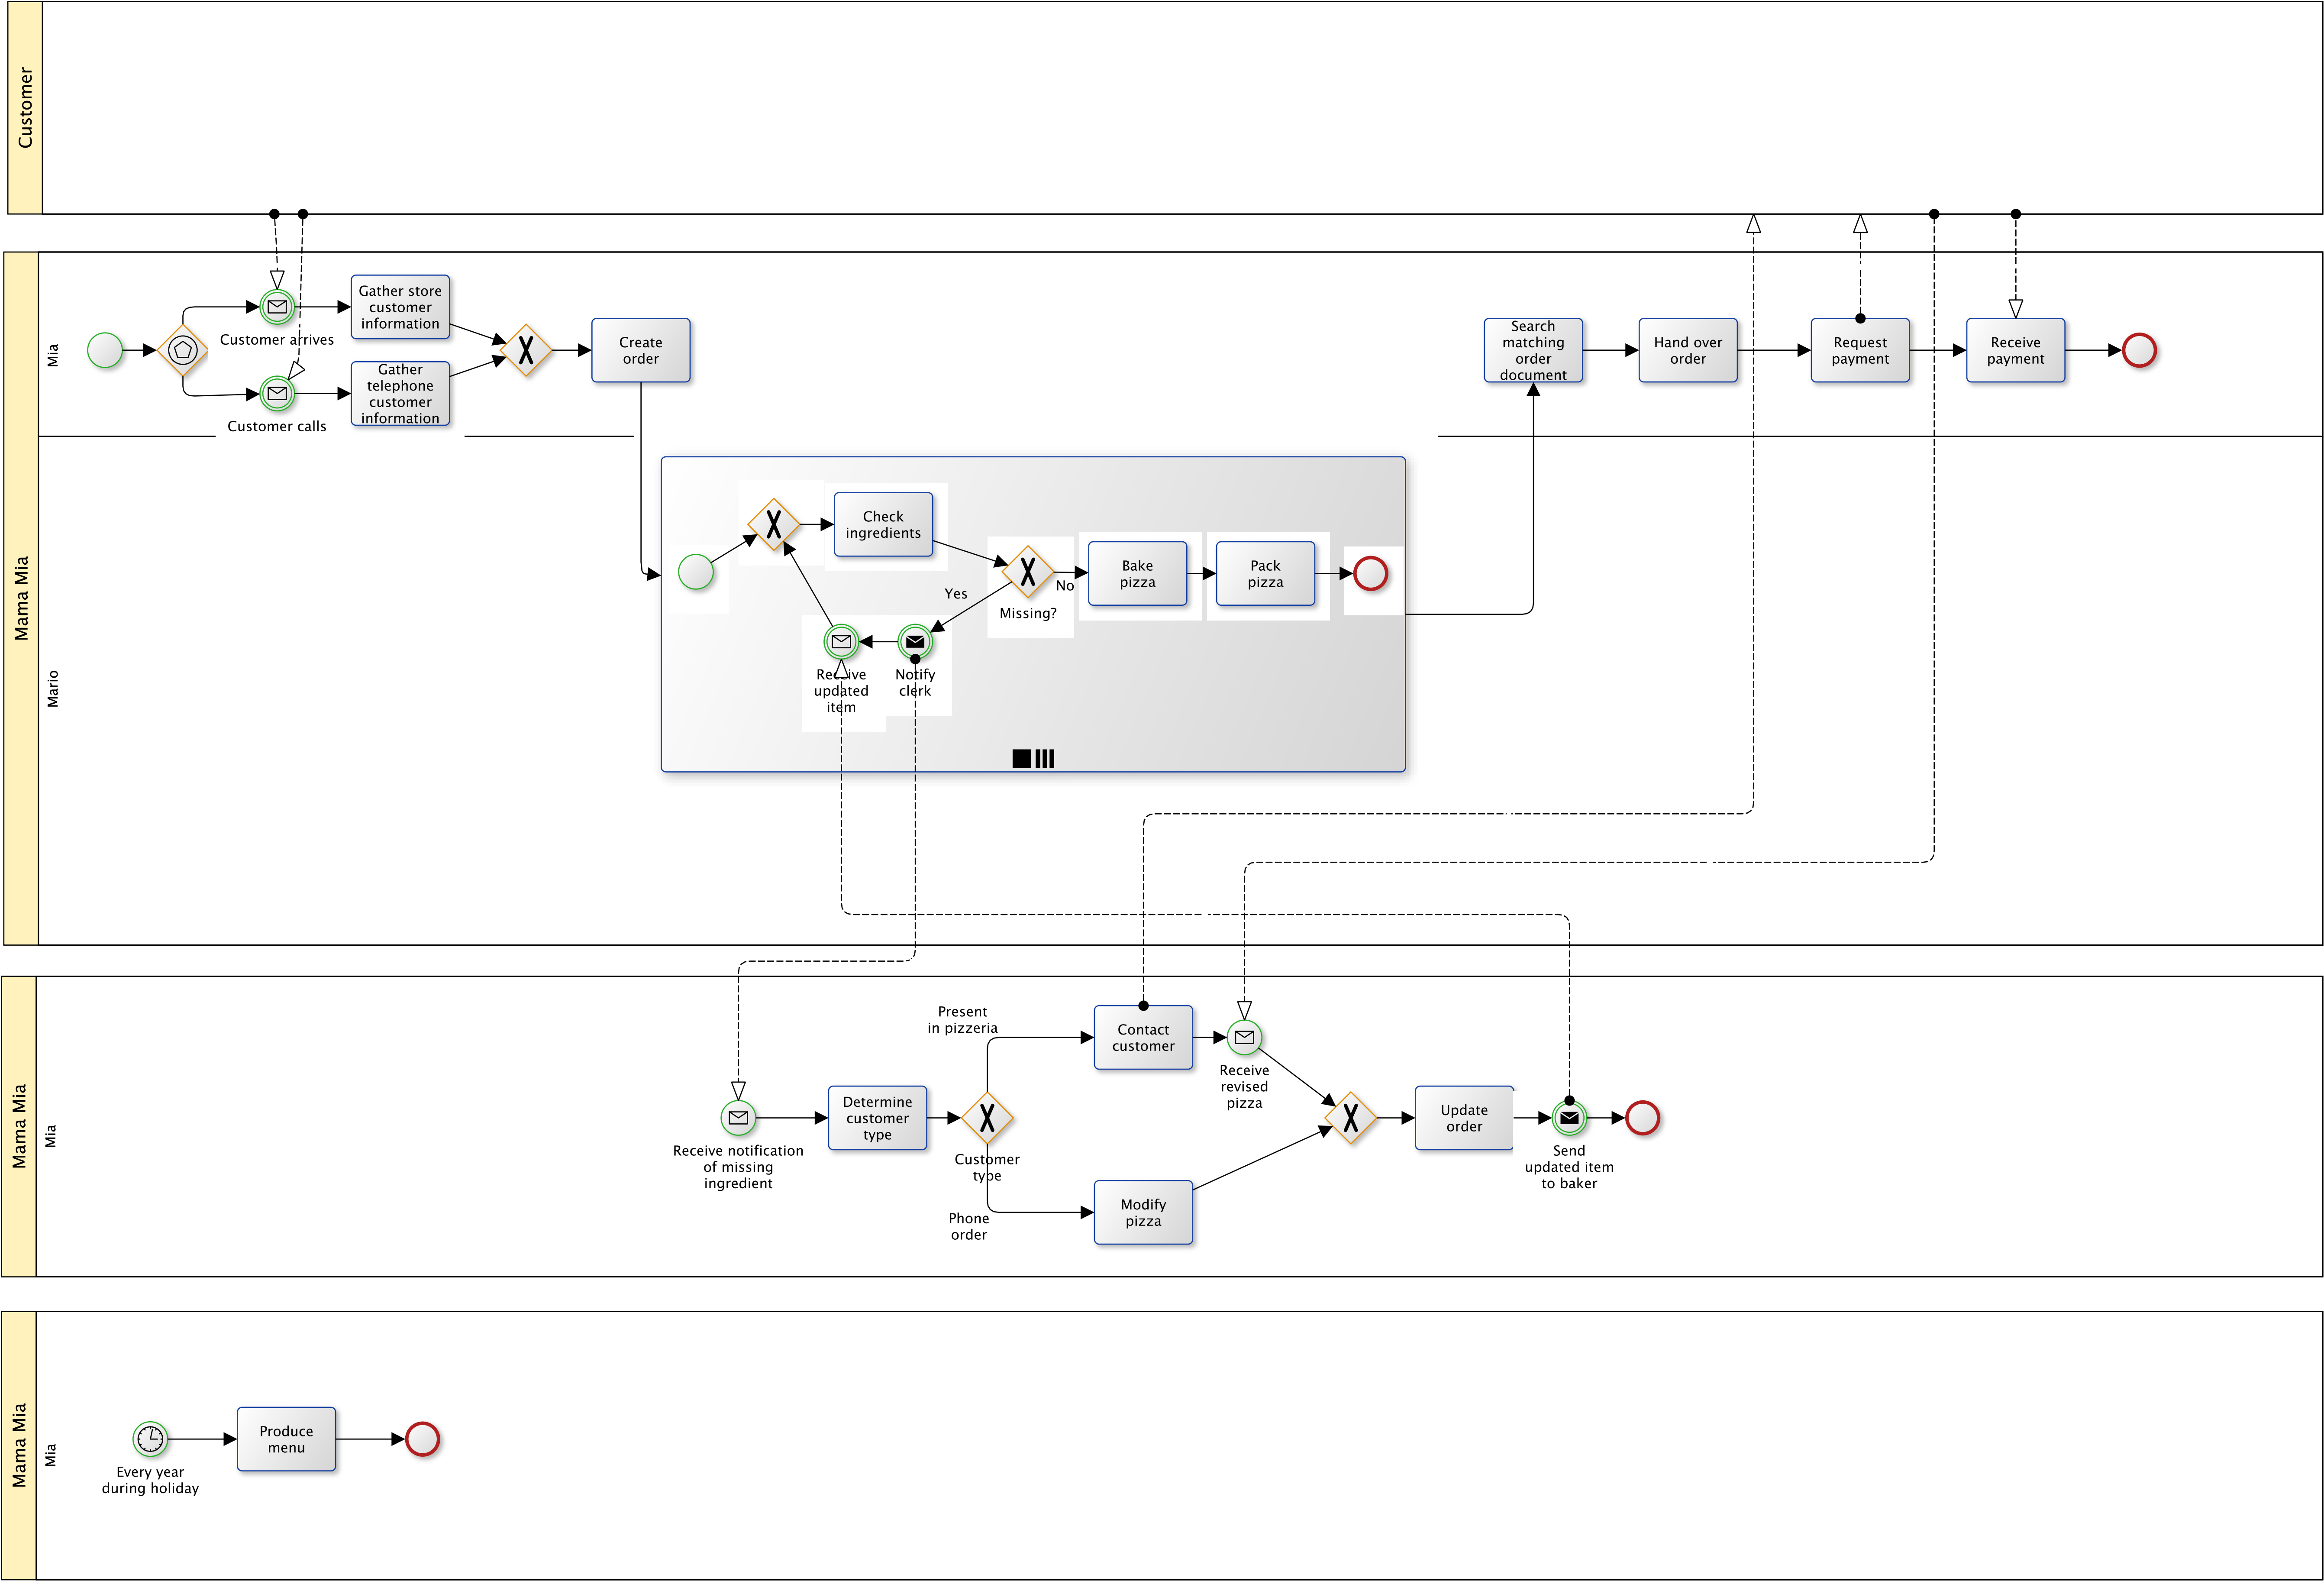 Customer
Mama Mia
Mia
Gather store
customer
information
Customer arrives
Gather
telephone
customer
information
Customer calls
Create
order
Search
matching
order
document
Hand over
order
Request
payment
Receive
payment
Mario
Check
ingredients
Missing?
Yes
No
Bake
pizza
Pack
pizza
Receive
updated
item
Notify
clerk
Mama Mia
Mia
Receive notification
of missing
ingredient
Determine
customer
type
Customer
type
Present
in pizzeria
Phone
order
Contact
customer
Receive
revised
pizza
Modify
pizza
Update
order
Send
updated item
to baker
Mama Mia
Mia
Every year
during holiday
Produce
menu